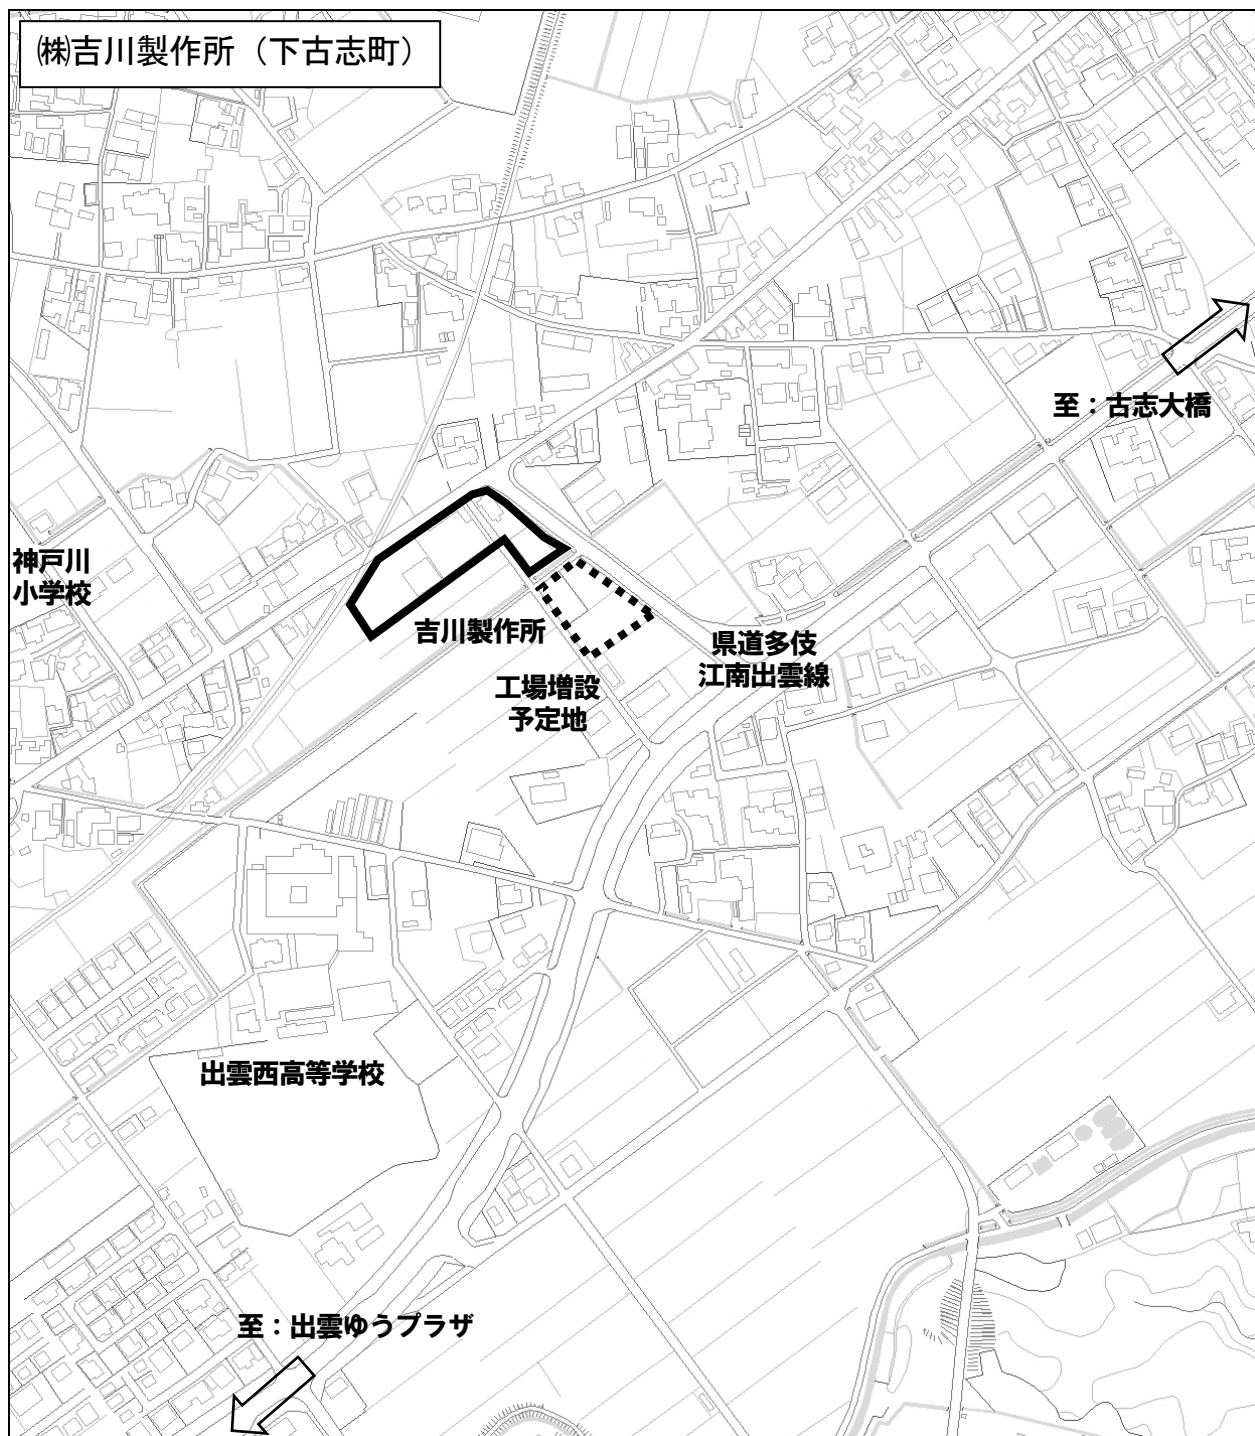 ㈱吉川製作所（下古志町）
至：古志大橋
神戸川
小学校
吉川製作所
県道多伎
江南出雲線
工場増設
予定地
出雲西高等学校
至：出雲ゆうプラザ